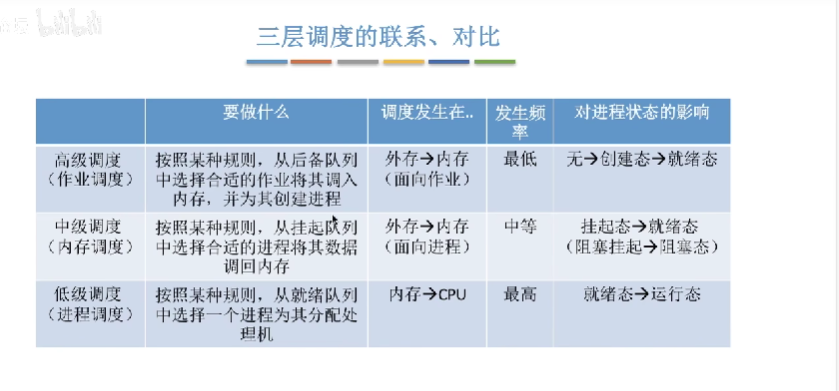 bilibili
三层调度的联系、对比
要做什么
调度发生在..
发生频
率
对进程状态的影响
高级调度
（作业调度）
按照某种规则，从后备队列
中选择合适的作业将其调入
内存，并为其创建进程
外存→内存
（面向作业）
最低
无→创建态→就绪态
中级调度
（内存调度）
按照某种规则，从挂起队列
中选择合适的进程将其数据
调回内存
外存→内存
（面向进程）
中等
挂起态→就绪态
（阻塞挂起→阻塞态）
低级调度
（进程调度）
按照某种规则，从就绪队列
中选择一个进程为其分配处
理机
内存→CPU
最高
就绪态→运行态